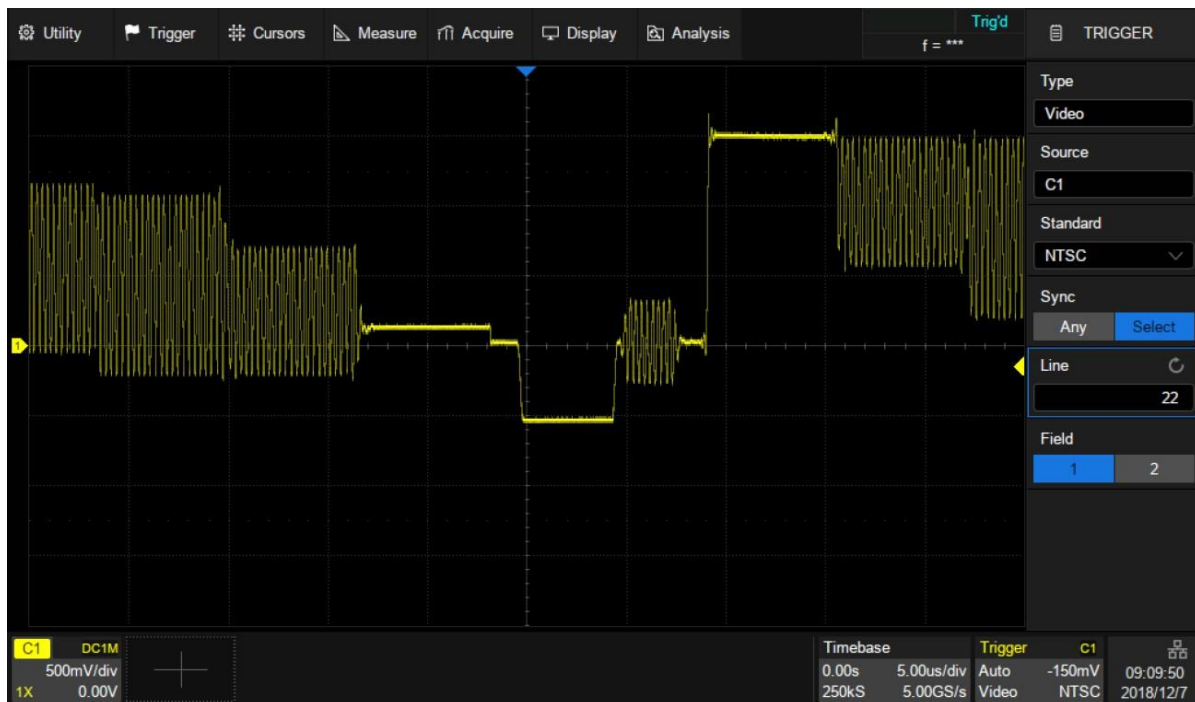 Utility Trigger Cursors Measure Acquire Display Analysis Trig'd TRIGGER
f = ***
Type
Video
Source
C1
Standard
NTSC
Sync
Any Select
1
Line
22
Field
1 2
C1 DC1M Timebase Trigger C1
500mV/div 0.00s 5.00us/div Auto -150mV 09:09:50
1X 0.00V 250kS 5.00GS/s Video NTSC 2018/12/7